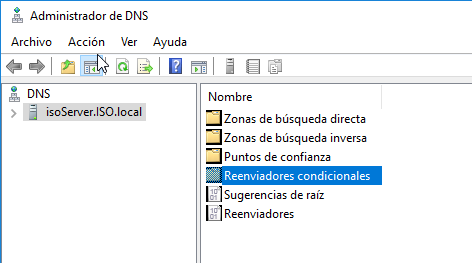 Administrador de DNS
Archivo Acción Ver Ayuda
DNS
isoServer.ISO.local
Nombre
Zonas de búsqueda directa
Zonas de búsqueda inversa
Puntos de confianza
Reenviadores condicionales
Sugerencias de raíz
Reenviadores